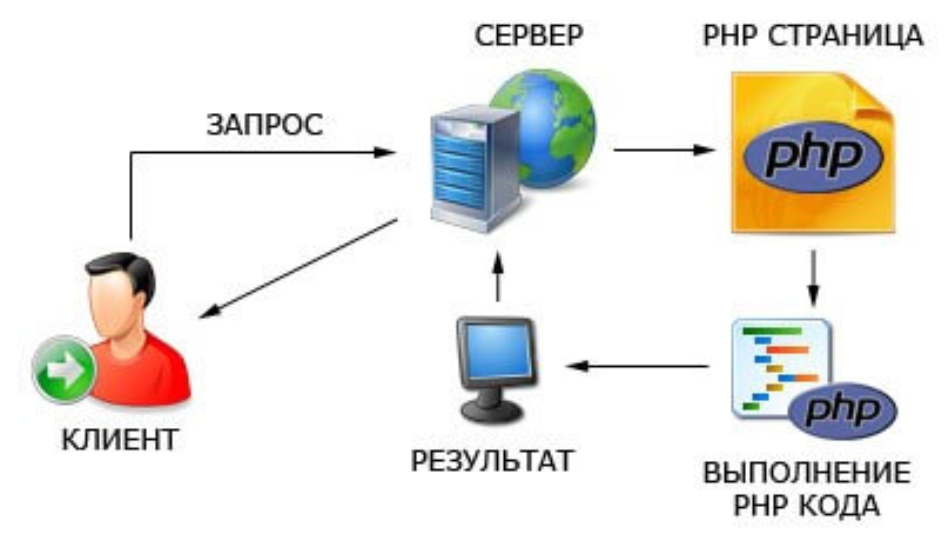 СЕРВЕР
PHP СТРАНИЦА
ЗАПРОС
php
КЛИЕНТ
РЕЗУЛЬТАТ
php
ВЫПОЛНЕНИЕ
PHP КОДА